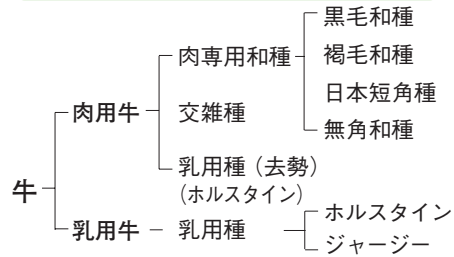 牛
肉用牛
肉専用和種
黒毛和種
褐毛和種
日本短角種
無角和種
交雑種
乳用種（去勢）
（ホルスタイン）
乳用牛
乳用種
ホルスタイン
ジャージー